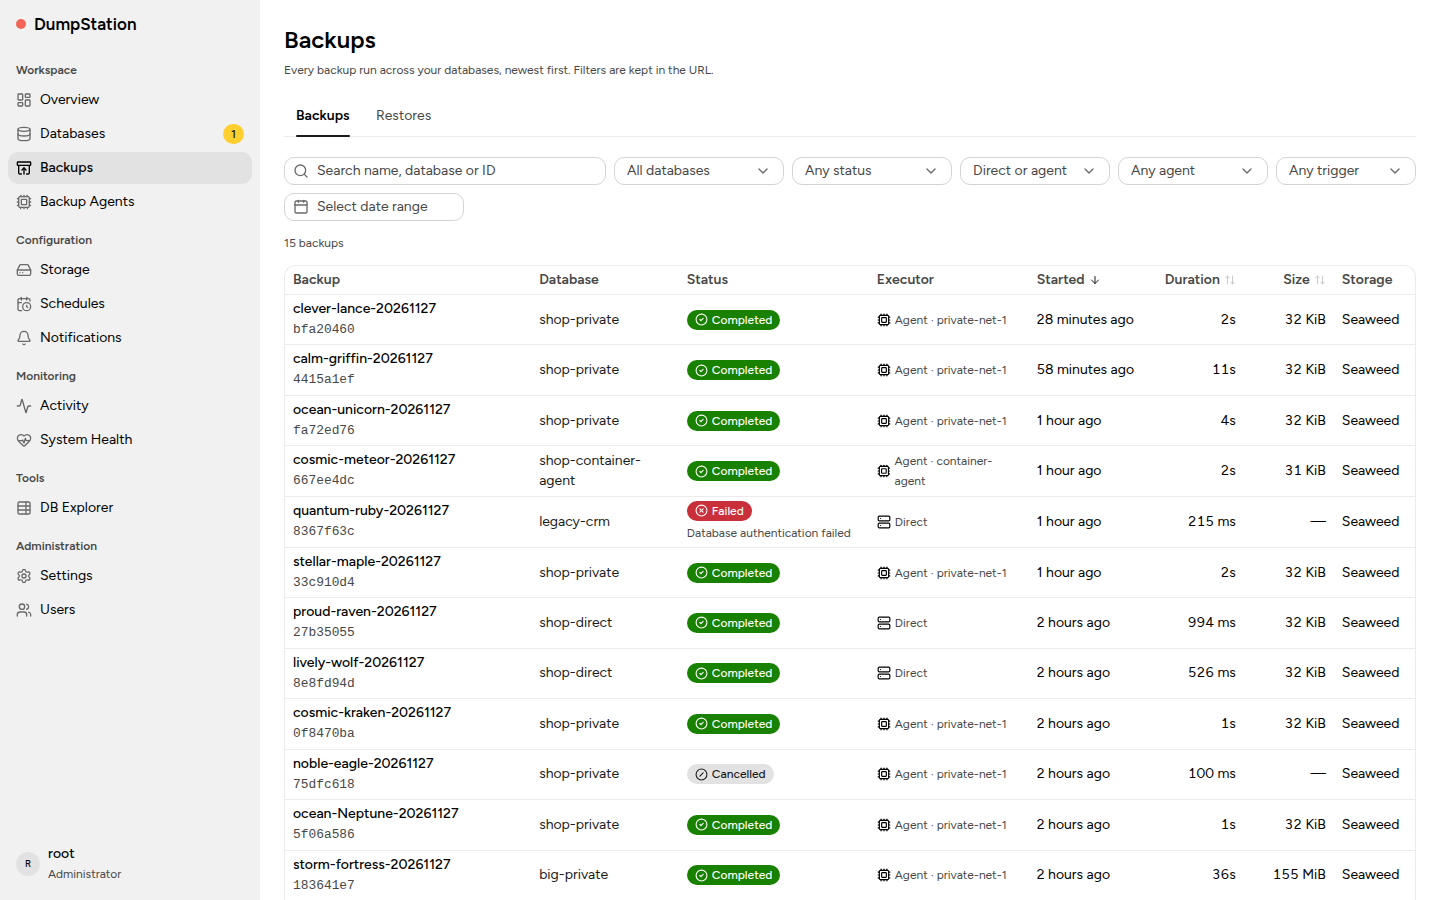 DumpStation
Workspace
Overview
Databases 1
Backups
Backup Agents
Configuration
Storage
Schedules
Notifications
Monitoring
Activity
System Health
Tools
DB Explorer
Administration
Settings
Users
R root
Administrator
Backups
Every backup run across your databases, newest first. Filters are kept in the URL.
Backups Restores
Search name, database or ID All databases Any status Direct or agent Any agent Any trigger
Select date range
15 backups
Backup Database Status Executor Started Duration Size Storage
clever-lance-20261127
bfa20460 shop-private Completed Agent · private-net-1 28 minutes ago 2s 32 KiB Seaweed
calm-griffin-20261127
4415a1ef shop-private Completed Agent · private-net-1 58 minutes ago 11s 32 KiB Seaweed
ocean-unicorn-20261127
fa72ed76 shop-private Completed Agent · private-net-1 1 hour ago 4s 32 KiB Seaweed
cosmic-meteor-20261127
667ee4dc shop-container-agent Completed Agent · container-agent 1 hour ago 2s 31 KiB Seaweed
quantum-ruby-20261127
8367f63c legacy-crm Failed Database authentication failed Direct 1 hour ago 215 ms — Seaweed
stellar-maple-20261127
33c910d4 shop-private Completed Agent · private-net-1 1 hour ago 2s 32 KiB Seaweed
proud-raven-20261127
27b35055 shop-direct Completed Direct 2 hours ago 994 ms 32 KiB Seaweed
lively-wolf-20261127
8e8fd94d shop-direct Completed Direct 2 hours ago 526 ms 32 KiB Seaweed
cosmic-kraken-20261127
0f8470ba shop-private Completed Agent · private-net-1 2 hours ago 1s 32 KiB Seaweed
noble-eagle-20261127
75dfc618 shop-private Cancelled Agent · private-net-1 2 hours ago 100 ms — Seaweed
ocean-Neptune-20261127
5f06a586 shop-private Completed Agent · private-net-1 2 hours ago 1s 32 KiB Seaweed
storm-fortress-20261127
183641e7 big-private Completed Agent · private-net-1 2 hours ago 36s 155 MiB Seaweed